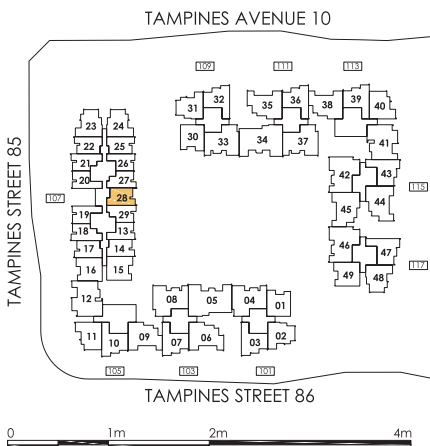 TAMPINES AVENUE 10
109 111 113
32 36 39
31 35 38 40
23 24 30 33 34 37 41
22 25
21 26 42 43
20 27 115
TAMPINES STREET 85
107 28 44
19 29 45
18 13
17 14 46 47
16 15 117
49 48
12 08 05 04 01
11 10 09 07 06 03 02
105 103 101
TAMPINES STREET 86
0 1m 2m 4m